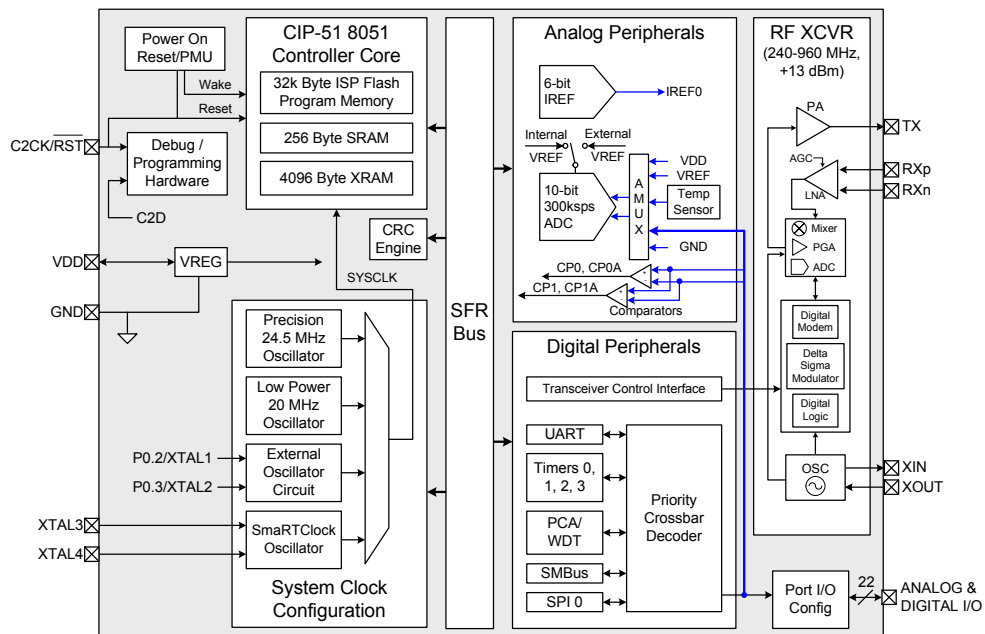 Power On
Reset/PMU
Wake
Reset
C2CK/RST
Debug /
Programming
Hardware
C2D
VDD
VREG
GND
CIP-51 8051
Controller Core
32k Byte ISP Flash
Program Memory
256 Byte SRAM
4096 Byte XRAM
CRC
Engine
SYSCLK
Precision
24.5 MHz
Oscillator
Low Power
20 MHz
Oscillator
P0.2/XTAL1
P0.3/XTAL2
External
Oscillator
Circuit
XTAL3
XTAL4
SmaRTClock
Oscillator
System Clock
Configuration
SFR
Bus
Analog Peripherals
6-bit
IREF
IREF0
Internal
VREF
External
VREF
10-bit
300ksps
ADC
A
M
U
X
VDD
VREF
Temp
Sensor
GND
CP0, CP0A
+
-
CP1, CP1A
+
-
Comparators
Digital Peripherals
Transceiver Control Interface
UART
Timers 0,
1, 2, 3
PCA/
WDT
SMBus
SPI 0
Priority
Crossbar
Decoder
RF XCVR
(240-960 MHz,
+13 dBm)
PA
TX
AGC
LNA
RXp
RXn
Mixer
PGA
ADC
Digital
Modem
Delta
Sigma
Modulator
Digital
Logic
OSC
XIN
XOUT
Port I/O
Config
22
ANALOG &
DIGITAL I/O